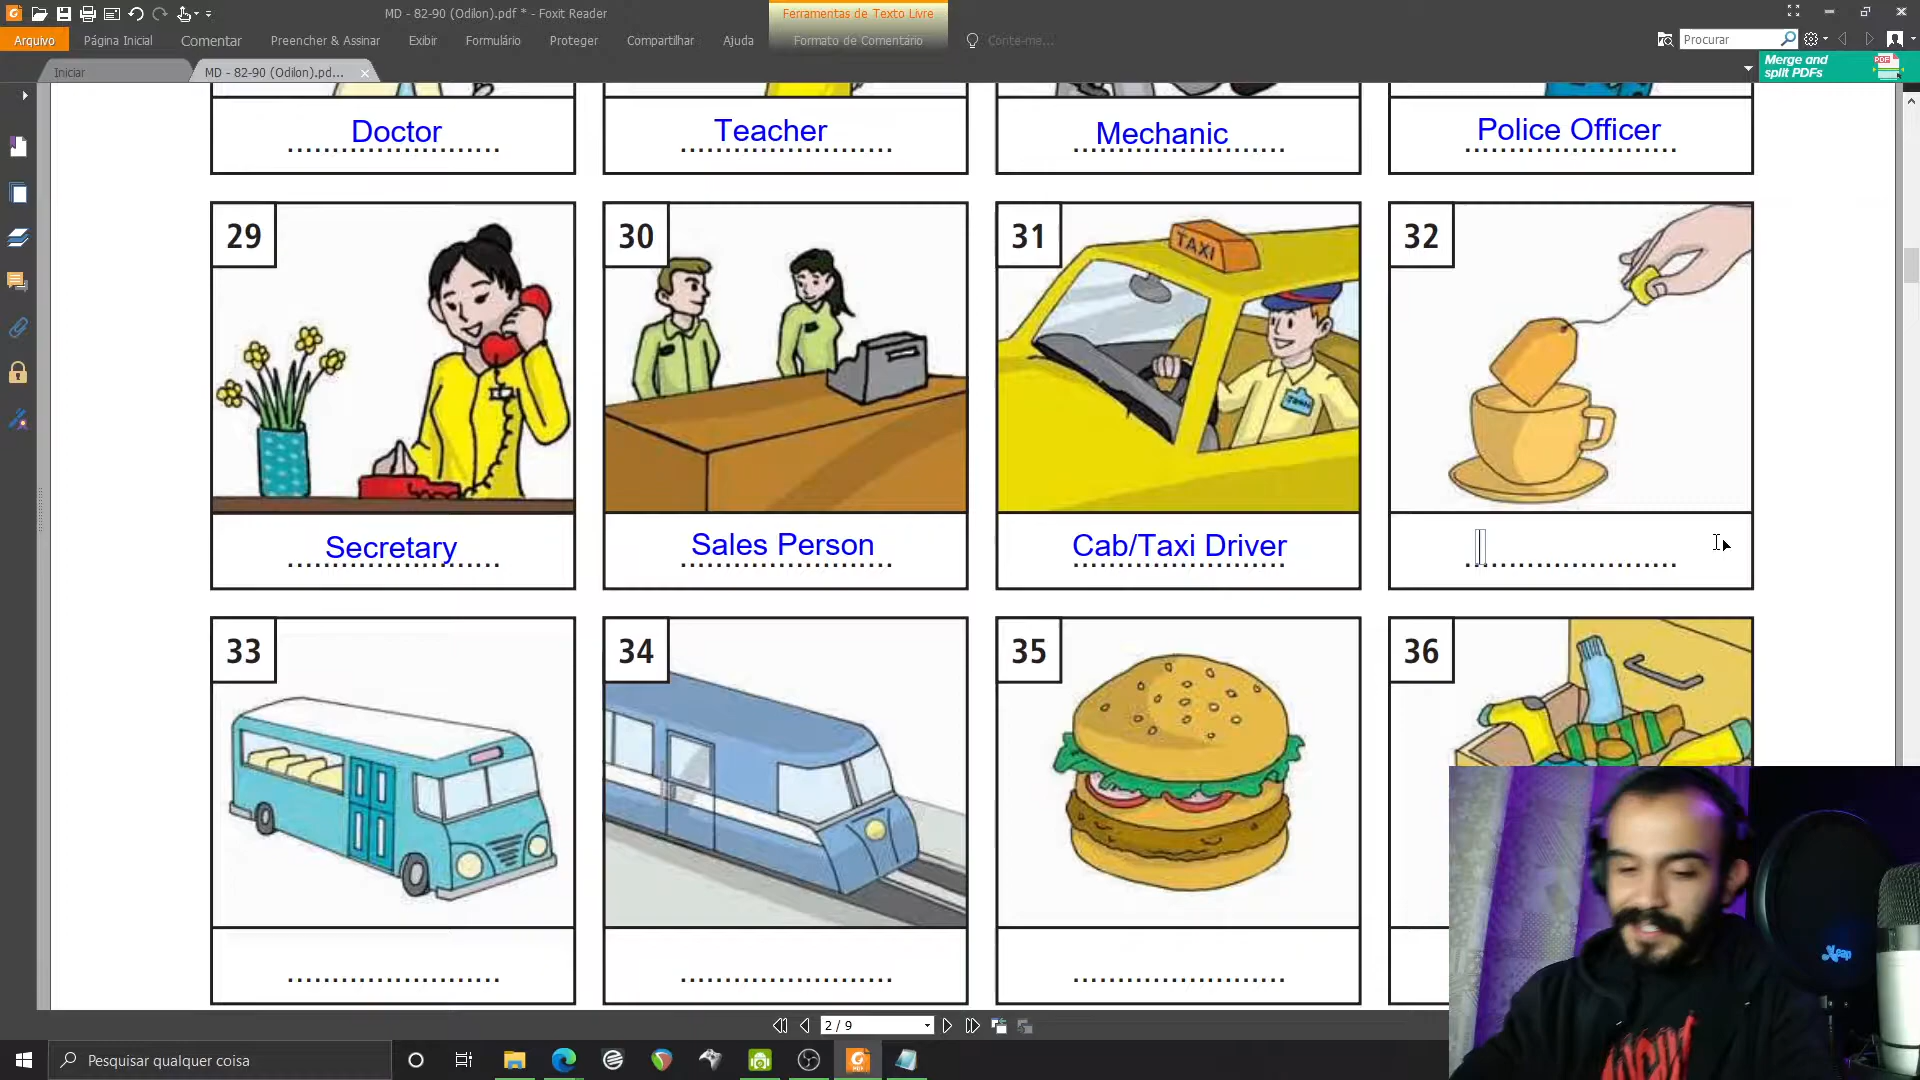 MD - 82-90 (Odilon).pdf * - Foxit Reader
Ferramentas de Texto Livre
Arquivo Página Inicial Comentar Preencher & Assinar Exibir Formulário Proteger Compartilhar Ajuda Formato de Comentário Conte-me... Procurar
Iniciar MD - 82-90 (Odilon).pd...
Merge and
split PDFs
PDF
Doctor Teacher Mechanic Police Officer
29 30 31 32
TAXI
Secretary Sales Person Cab/Taxi Driver
33 34 35 36
2 / 9
Pesquisar qualquer coisa